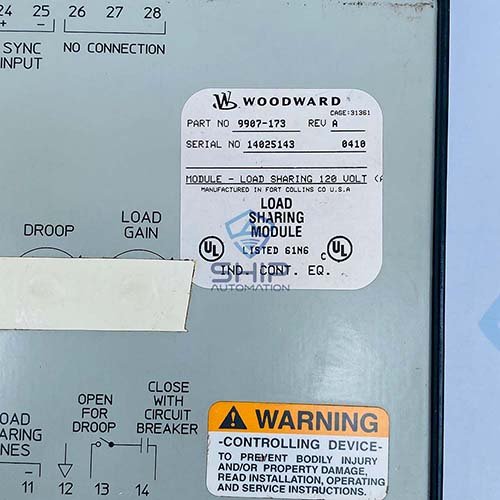 24 25 26 27 28
- +
SYNC NO CONNECTION
INPUT
WOODWARD
CAGE:31361
PART NO 9907-173 REV A
SERIAL NO 14025143 0410
MODULE - LOAD SHARING 120 VOLT (
MANUFACTURED IN FORT COLLINS CO U.S.A
LOAD
SHARING
MODULE
UL LISTED 61N6 C UL
IND. CONT. EQ.
SHIP
AUTOMATION
DROOP
LOAD
GAIN
OPEN
FOR
DROOP
CLOSE
WITH
CIRCUIT
BREAKER
OAD
ARING
NES
11 12 13 14
WARNING
-CONTROLLING DEVICE-
TO PREVENT BODILY INJURY
AND/OR PROPERTY DAMAGE,
READ INSTALLATION, OPERATING
AND SERVICE INSTRUCTIONS.